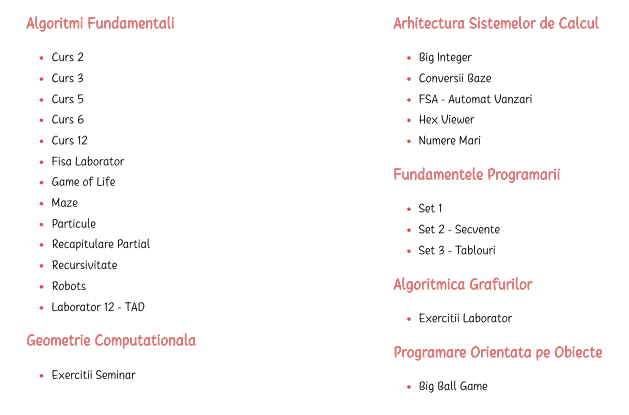 Algoritmi Fundamentali
Curs 2
Curs 3
Curs 5
Curs 6
Curs 12
Fisa Laborator
Game of Life
Maze
Particule
Recapitulare Partial
Recursivitate
Robots
Laborator 12 - TAD
Geometrie Computationala
Exercitii Seminar
Arhitectura Sistemelor de Calcul
Big Integer
Conversii Baze
FSA - Automat Vanzari
Hex Viewer
Numere Mari
Fundamentele Programarii
Set 1
Set 2 - Secvente
Set 3 - Tablouri
Algoritmica Grafurilor
Exercitii Laborator
Programare Orientata pe Obiecte
Big Ball Game